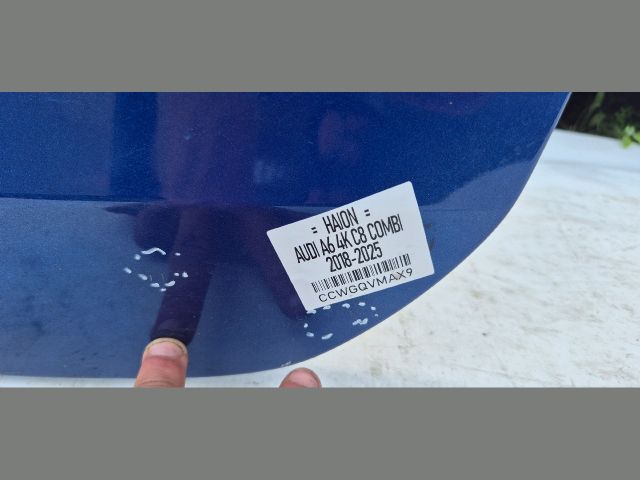 = HAION =
AUDI A6 4K C8 COMBI
2018-2025
CCWGQVMAX9